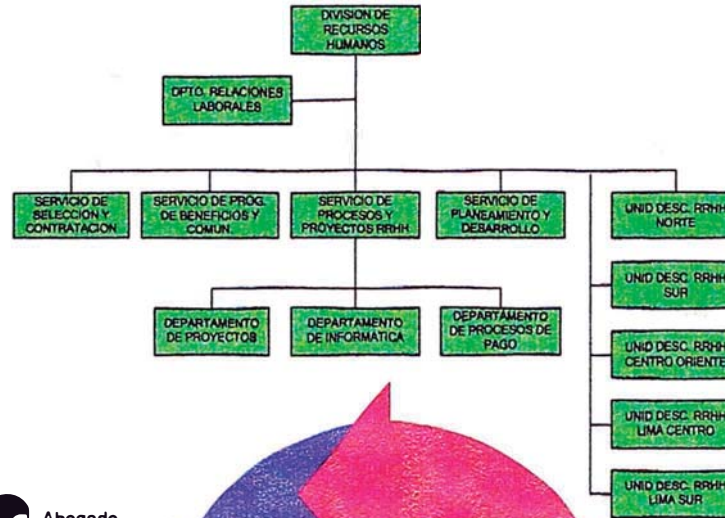 DIVISION DE
RECURSOS
HUMANOS
DPTO. RELACIONES
LABORALES
SERVICIO DE
SELECCION Y
CONTRATACION
SERVICIO DE PROG.
DE BENEFICIOS Y
COMUN.
SERVICIO DE
PROCESOS Y
PROYECTOS RRHH
SERVICIO DE
PLANEAMIENTO Y
DESARROLLO
UNID DESC. RRHH
NORTE
UNID DESC. RRHH
SUR
UNID DESC. RRHH
CENTRO ORIENTE
UNID DESC. RRHH
LIMA CENTRO
UNID DESC. RRHH
LIMA SUR
DEPARTAMENTO
DE PROYECTOS
DEPARTAMENTO
DE INFORMATICA
DEPARTAMENTO
DE PROCESOS DE
PAGO
Abogado